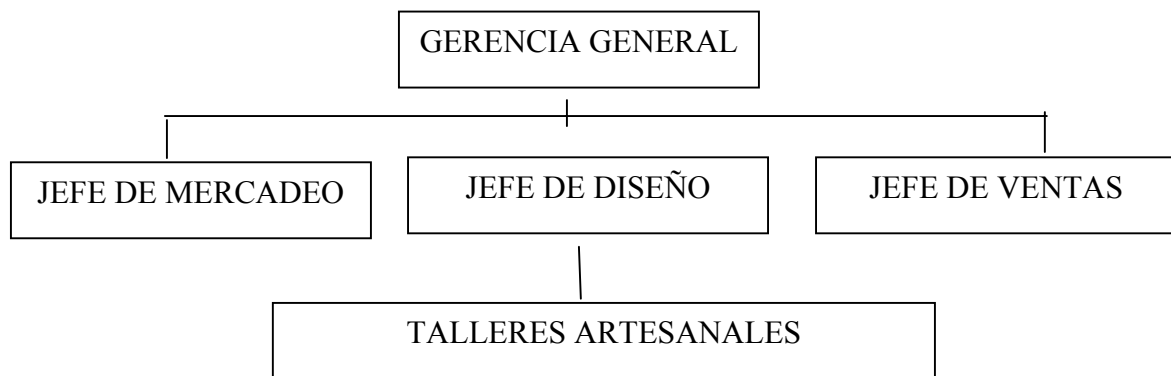 GERENCIA GENERAL
JEFE DE MERCADEO
JEFE DE DISEÑO
JEFE DE VENTAS
TALLERES ARTESANALES